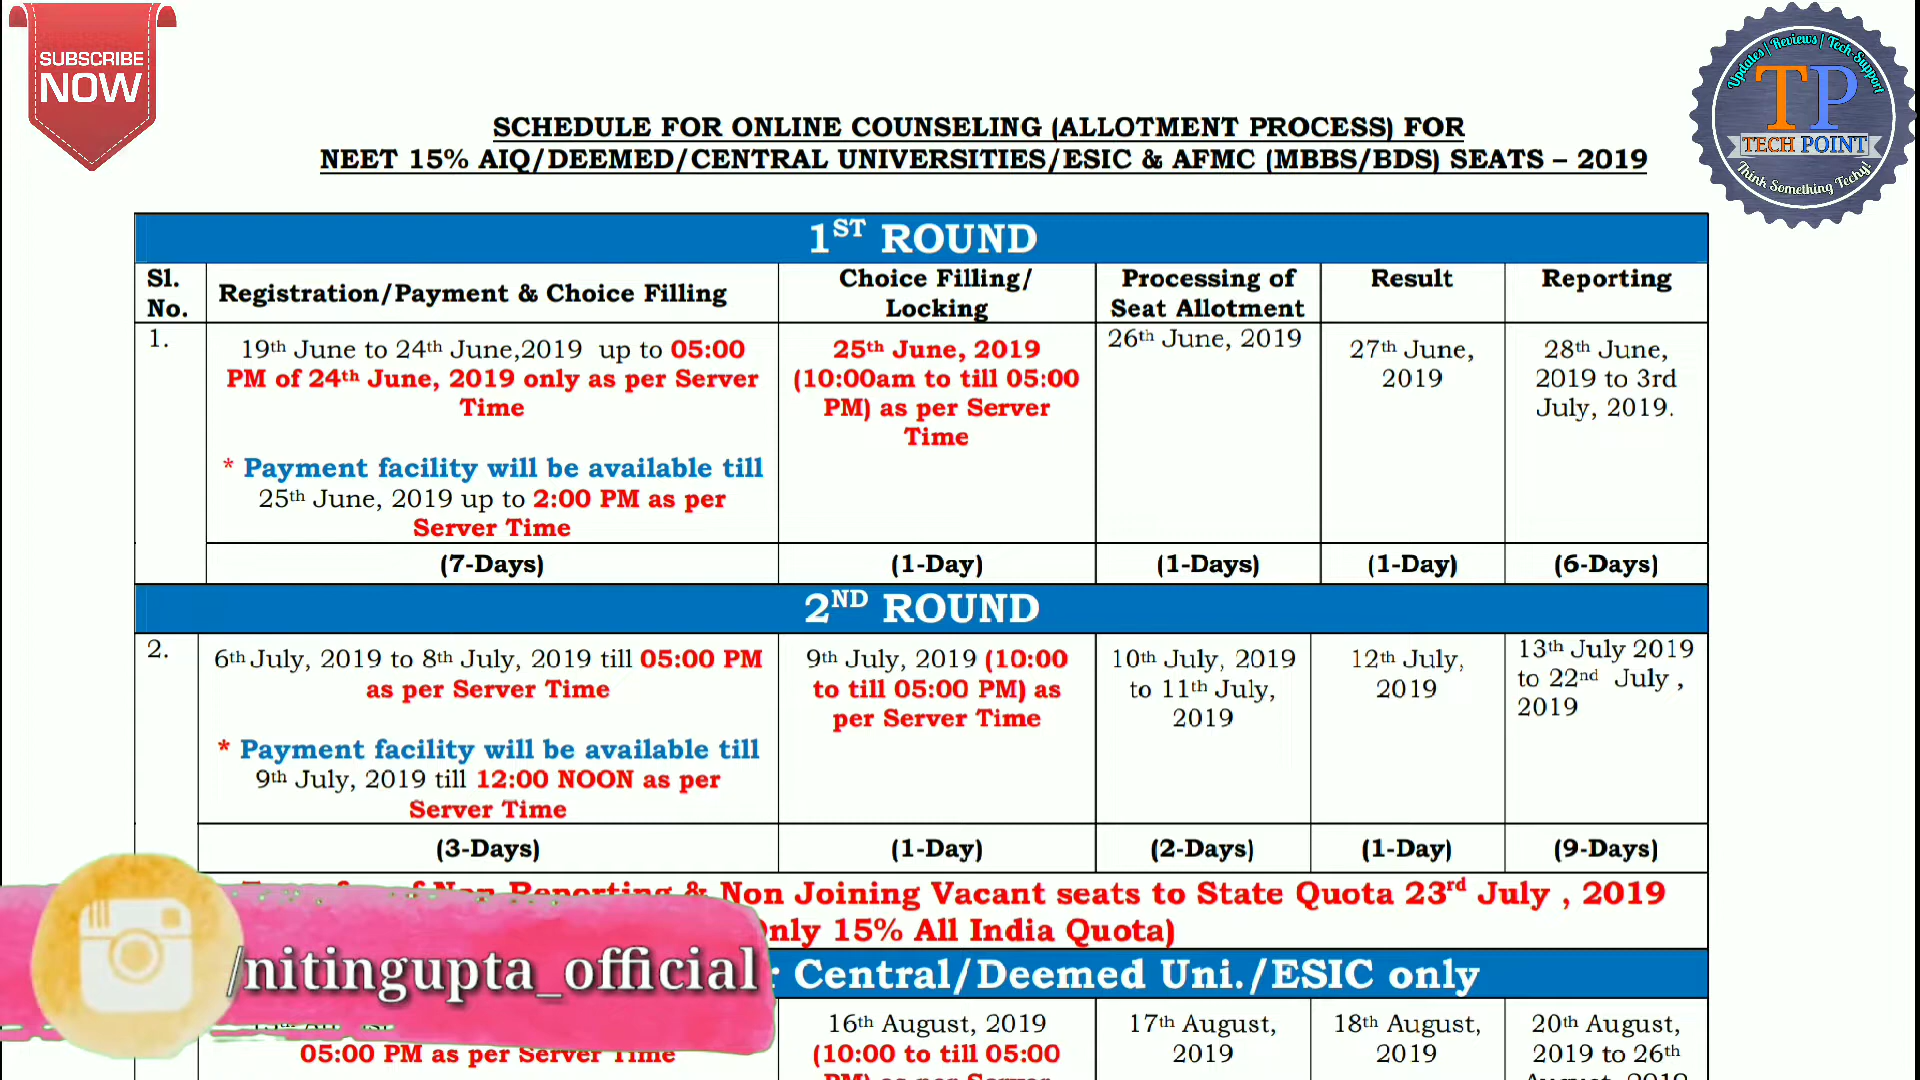 SUBSCRIBE
NOW
Updates | Reviews | Tech-Support
TP
TECH POINT
Think Something Techy!
SCHEDULE FOR ONLINE COUNSELING (ALLOTMENT PROCESS) FOR
NEET 15% AIQ/DEEMED/CENTRAL UNIVERSITIES/ESIC & AFMC (MBBS/BDS) SEATS – 2019
1ST ROUND
Sl.
No.
Registration/Payment & Choice Filling
Choice Filling/
Locking
Processing of
Seat Allotment
Result
Reporting
1.
19th June to 24th June,2019 up to 05:00
PM of 24th June, 2019 only as per Server
Time
* Payment facility will be available till
25th June, 2019 up to 2:00 PM as per
Server Time
25th June, 2019
(10:00am to till 05:00
PM) as per Server
Time
26th June, 2019
27th June,
2019
28th June,
2019 to 3rd
July, 2019.
(7-Days)
(1-Day)
(1-Days)
(1-Day)
(6-Days)
2ND ROUND
2.
6th July, 2019 to 8th July, 2019 till 05:00 PM
as per Server Time
* Payment facility will be available till
9th July, 2019 till 12:00 NOON as per
Server Time
9th July, 2019 (10:00
to till 05:00 PM) as
per Server Time
10th July, 2019
to 11th July,
2019
12th July,
2019
13th July 2019
to 22nd July ,
2019
(3-Days)
(1-Day)
(2-Days)
(1-Day)
(9-Days)
Non Reporting & Non Joining Vacant seats to State Quota 23rd July , 2019
15% All India Quota)
Central/Deemed Uni./ESIC only
/nitingupta_official
05:00 PM as per Server Time
16th August, 2019
(10:00 to till 05:00
PM) as per Server
17th August,
2019
18th August,
2019
20th August,
2019 to 26th
August, 2019